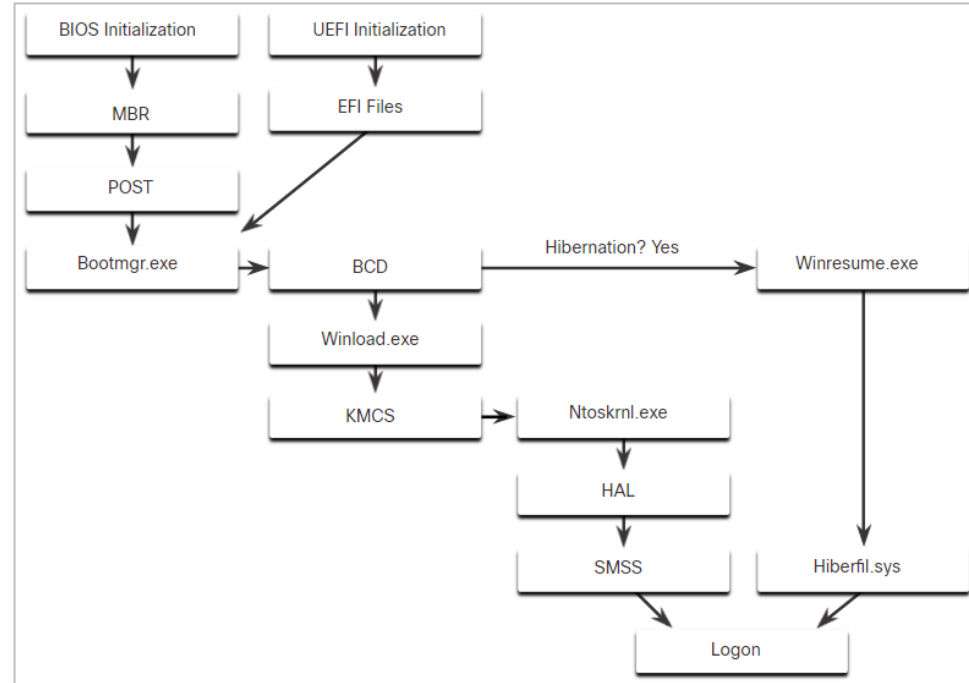 BIOS Initialization
UEFI Initialization
MBR
EFI Files
POST
Bootmgr.exe
BCD
Hibernation? Yes
Winresume.exe
Winload.exe
KMCS
Ntoskrnl.exe
HAL
SMSS
Hiberfil.sys
Logon